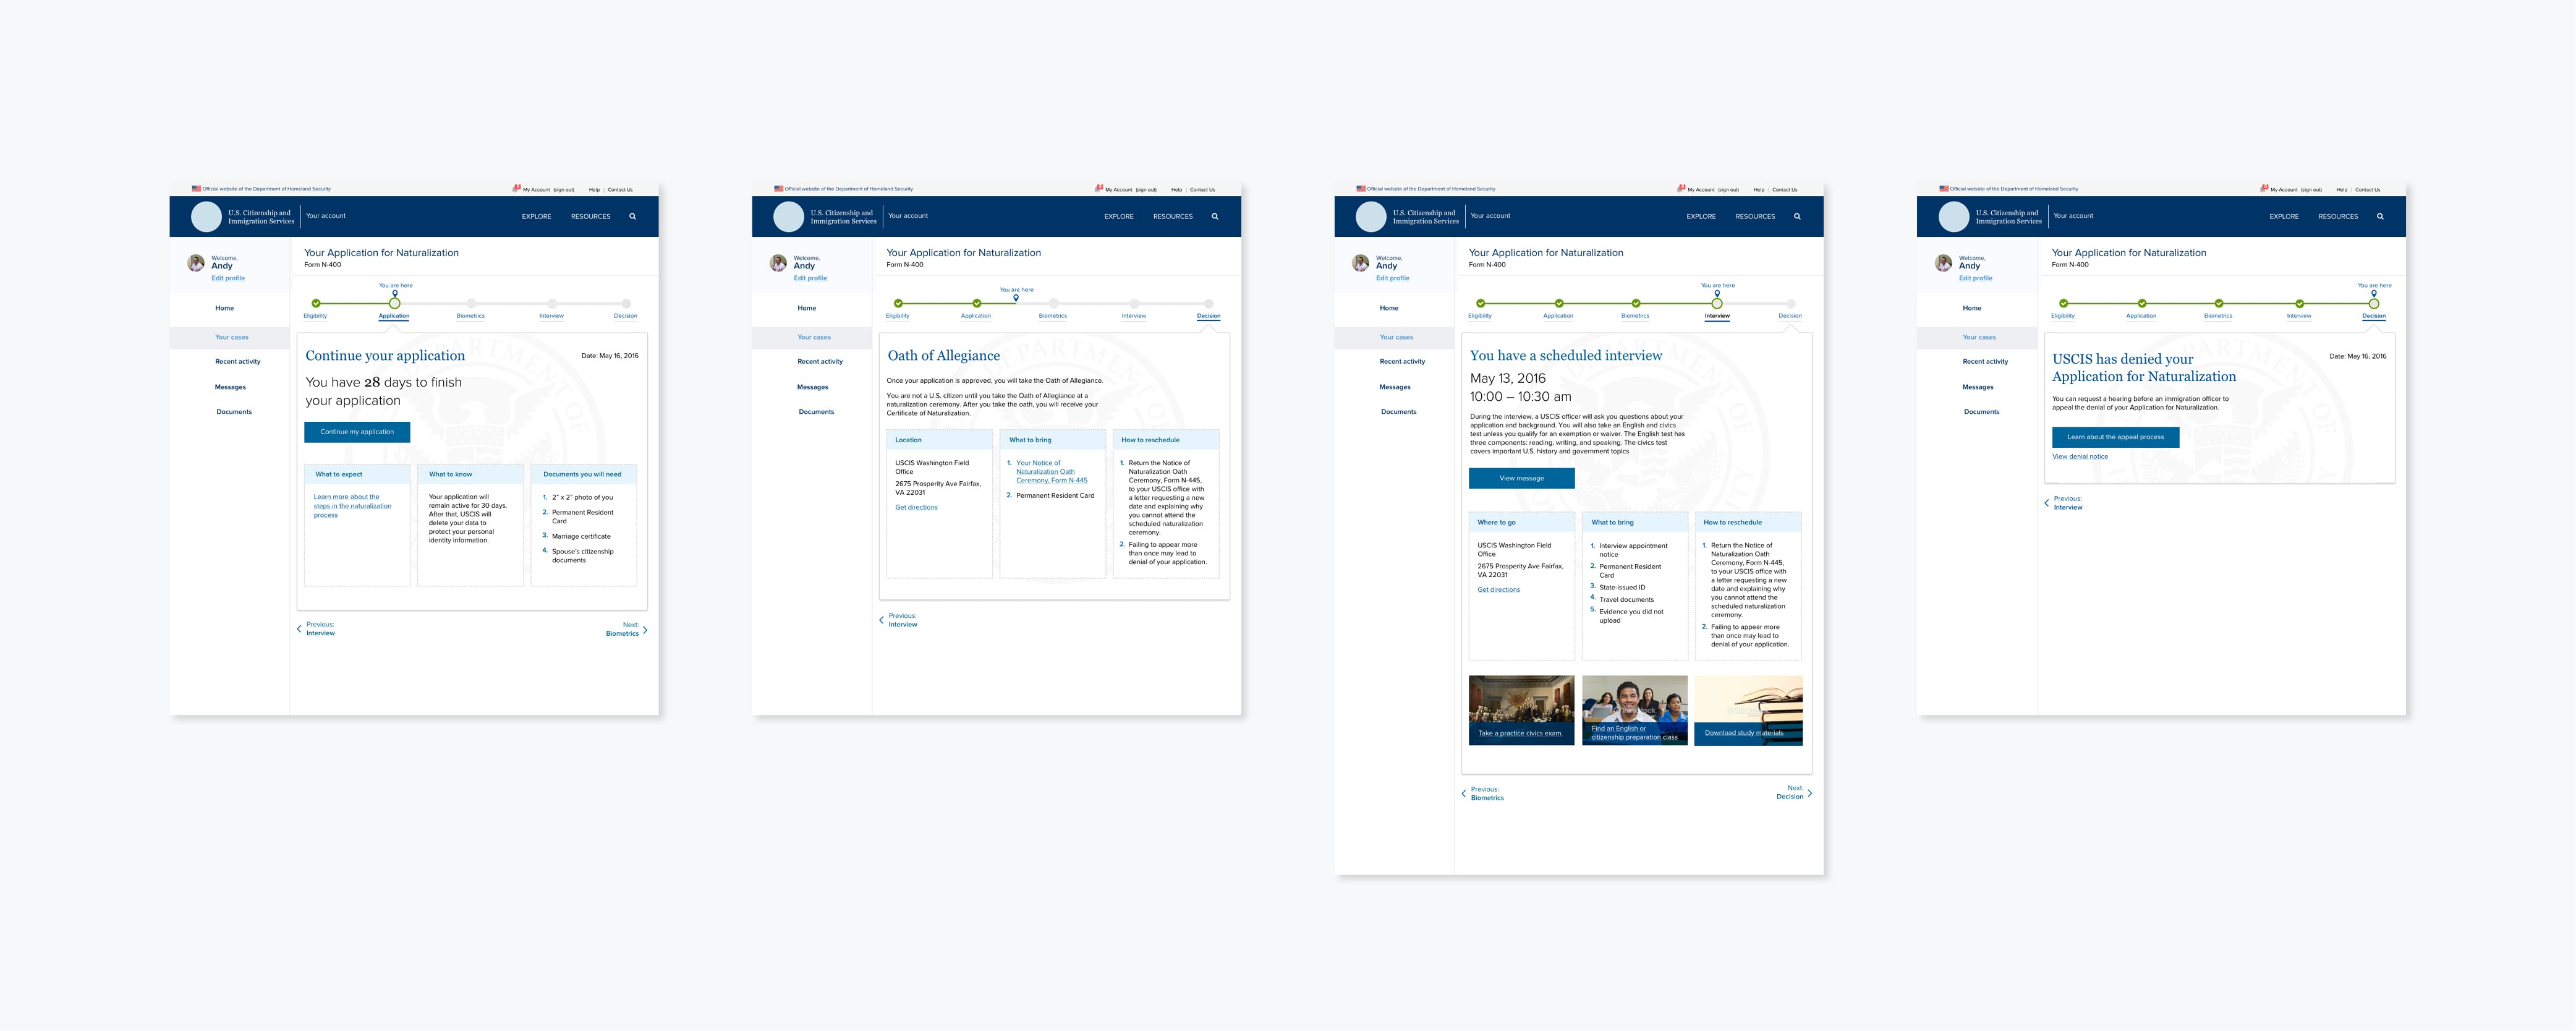 Official website of the Department of Homeland Security
My Account (sign out) Help | Contact Us
U.S. Citizenship and
Immigration Services
Your account
EXPLORE RESOURCES
Welcome,
Andy
Edit profile
Home
Your cases
Recent activity
Messages
Documents
Your Application for Naturalization
Form N-400
You are here
Eligibility Application Biometrics Interview Decision
Continue your application
Date: May 16, 2016
You have 28 days to finish
your application
Continue my application
What to expect
Learn more about the
steps in the naturalization
process
What to know
Your application will
remain active for 30 days.
After that, USCIS will
delete your data to
protect your personal
identity information.
Documents you will need
1. 2" x 2" photo of you
2. Permanent Resident
Card
3. Marriage certificate
4. Spouse's citizenship
documents
Previous:
Interview
Next:
Biometrics
Official website of the Department of Homeland Security
My Account (sign out) Help | Contact Us
U.S. Citizenship and
Immigration Services
Your account
EXPLORE RESOURCES
Welcome,
Andy
Edit profile
Home
Your cases
Recent activity
Messages
Documents
Your Application for Naturalization
Form N-400
You are here
Eligibility Application Biometrics Interview Decision
Oath of Allegiance
Once your application is approved, you will take the Oath of Allegiance.
You are not a U.S. citizen until you take the Oath of Allegiance at a
naturalization ceremony. After you take the oath, you will receive your
Certificate of Naturalization.
Location
USCIS Washington Field
Office
2675 Prosperity Ave Fairfax,
VA 22031
Get directions
What to bring
1. Your Notice of
Naturalization Oath
Ceremony, Form N-445
2. Permanent Resident Card
How to reschedule
1. Return the Notice of
Naturalization Oath
Ceremony, Form N-445,
to your USCIS office with
a letter requesting a new
date and explaining why
you cannot attend the
scheduled naturalization
ceremony.
2. Failing to appear more
than once may lead to
denial of your application.
Previous:
Interview
Official website of the Department of Homeland Security
My Account (sign out) Help | Contact Us
U.S. Citizenship and
Immigration Services
Your account
EXPLORE RESOURCES
Welcome,
Andy
Edit profile
Home
Your cases
Recent activity
Messages
Documents
Your Application for Naturalization
Form N-400
You are here
Eligibility Application Biometrics Interview Decision
You have a scheduled interview
May 13, 2016
10:00 – 10:30 am
During the interview, a USCIS officer will ask you questions about your
application and background. You will also take an English and civics
test unless you qualify for an exemption or waiver. The English test has
three components: reading, writing, and speaking. The civics test
covers important U.S. history and government topics
View message
Where to go
USCIS Washington Field
Office
2675 Prosperity Ave Fairfax,
VA 22031
Get directions
What to bring
1. Interview appointment
notice
2. Permanent Resident
Card
3. State-issued ID
4. Travel documents
5. Evidence you did not
upload
How to reschedule
1. Return the Notice of
Naturalization Oath
Ceremony, Form N-445,
to your USCIS office with
a letter requesting a new
date and explaining why
you cannot attend the
scheduled naturalization
ceremony.
2. Failing to appear more
than once may lead to
denial of your application.
Take a practice civics exam.
Find an English or
citizenship preparation class
Download study materials
Previous:
Biometrics
Next:
Decision
Official website of the Department of Homeland Security
My Account (sign out) Help | Contact Us
U.S. Citizenship and
Immigration Services
Your account
EXPLORE RESOURCES
Welcome,
Andy
Edit profile
Home
Your cases
Recent activity
Messages
Documents
Your Application for Naturalization
Form N-400
You are here
Eligibility Application Biometrics Interview Decision
USCIS has denied your
Application for Naturalization
Date: May 16, 2016
You can request a hearing before an immigration officer to
appeal the denial of your Application for Naturalization.
Learn about the appeal process
View denial notice
Previous:
Interview